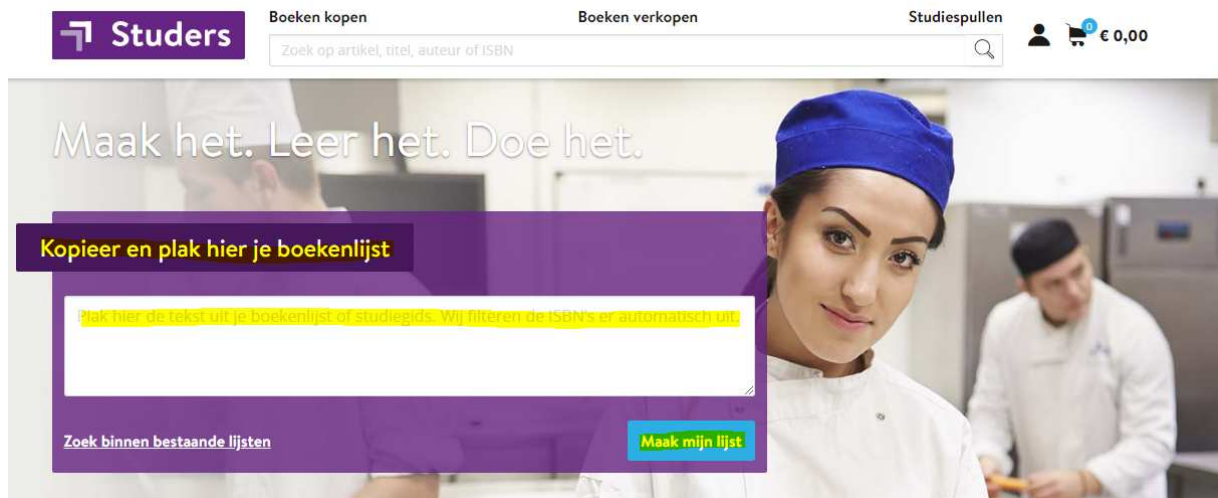 Studers
Boeken kopen
Boeken verkopen
Studiespullen
Zoek op artikel, titel, auteur of ISBN
0
€ 0,00
Maak het. Leer het. Doe het.
Kopieer en plak hier je boekenlijst
Plak hier de tekst uit je boekenlijst of studiegids. Wij filteren de ISBN's er automatisch uit.
Zoek binnen bestaande lijsten
Maak mijn lijst